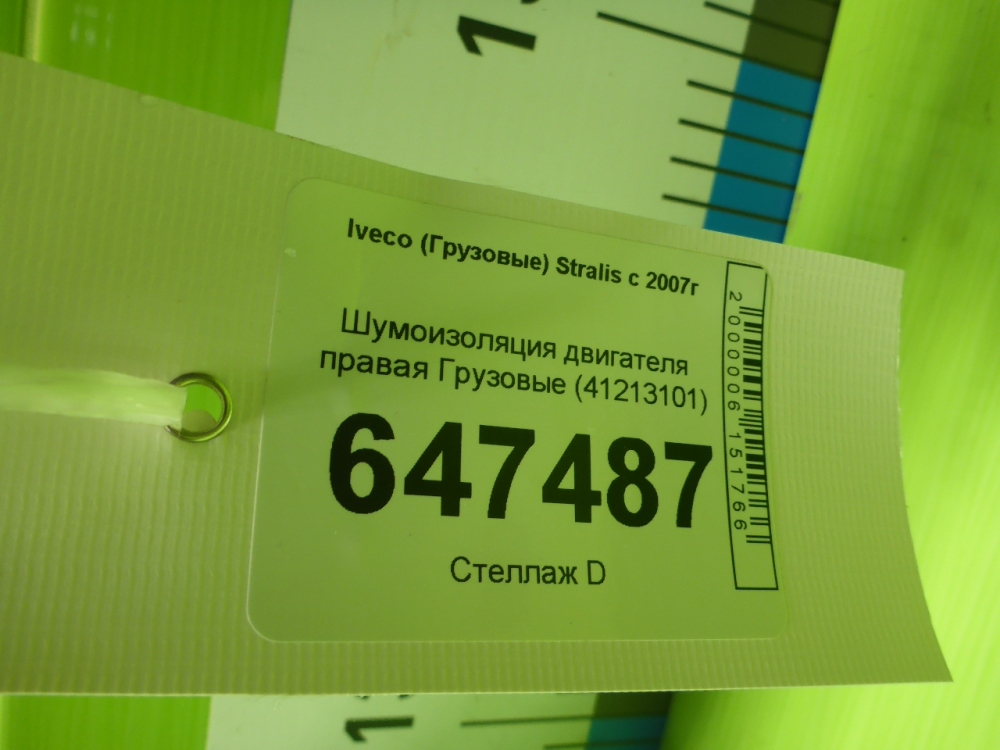 Iveco (Грузовые) Stralis с 2007г
Шумоизоляция двигателя
правая Грузовые (41213101)
647487
Стеллаж D
2000006151766